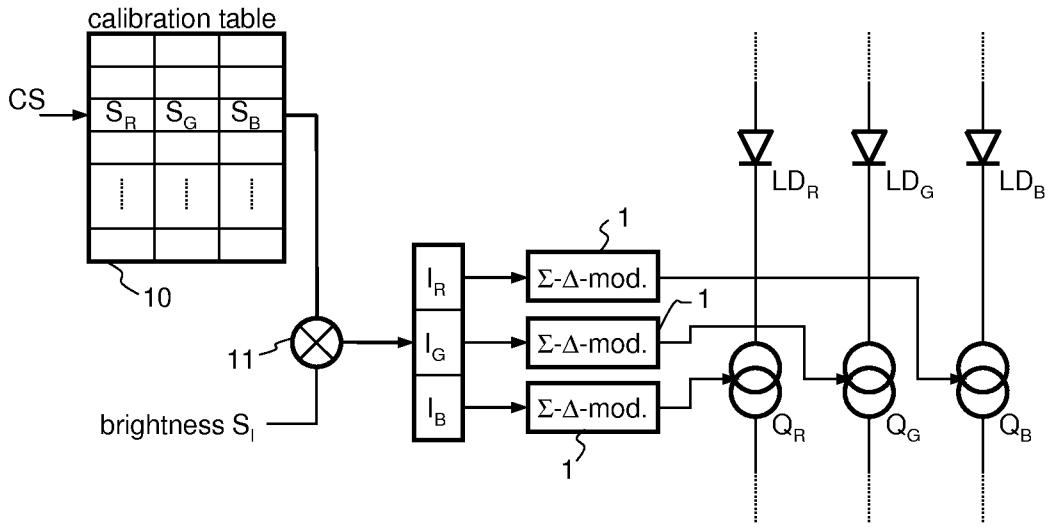 calibration table
CS
S_R S_G S_B
10
11
brightness S_I
I_R
I_G
I_B
1
Σ-Δ-mod.
1
Σ-Δ-mod.
Σ-Δ-mod.
1
LD_R LD_G LD_B
Q_R Q_G Q_B